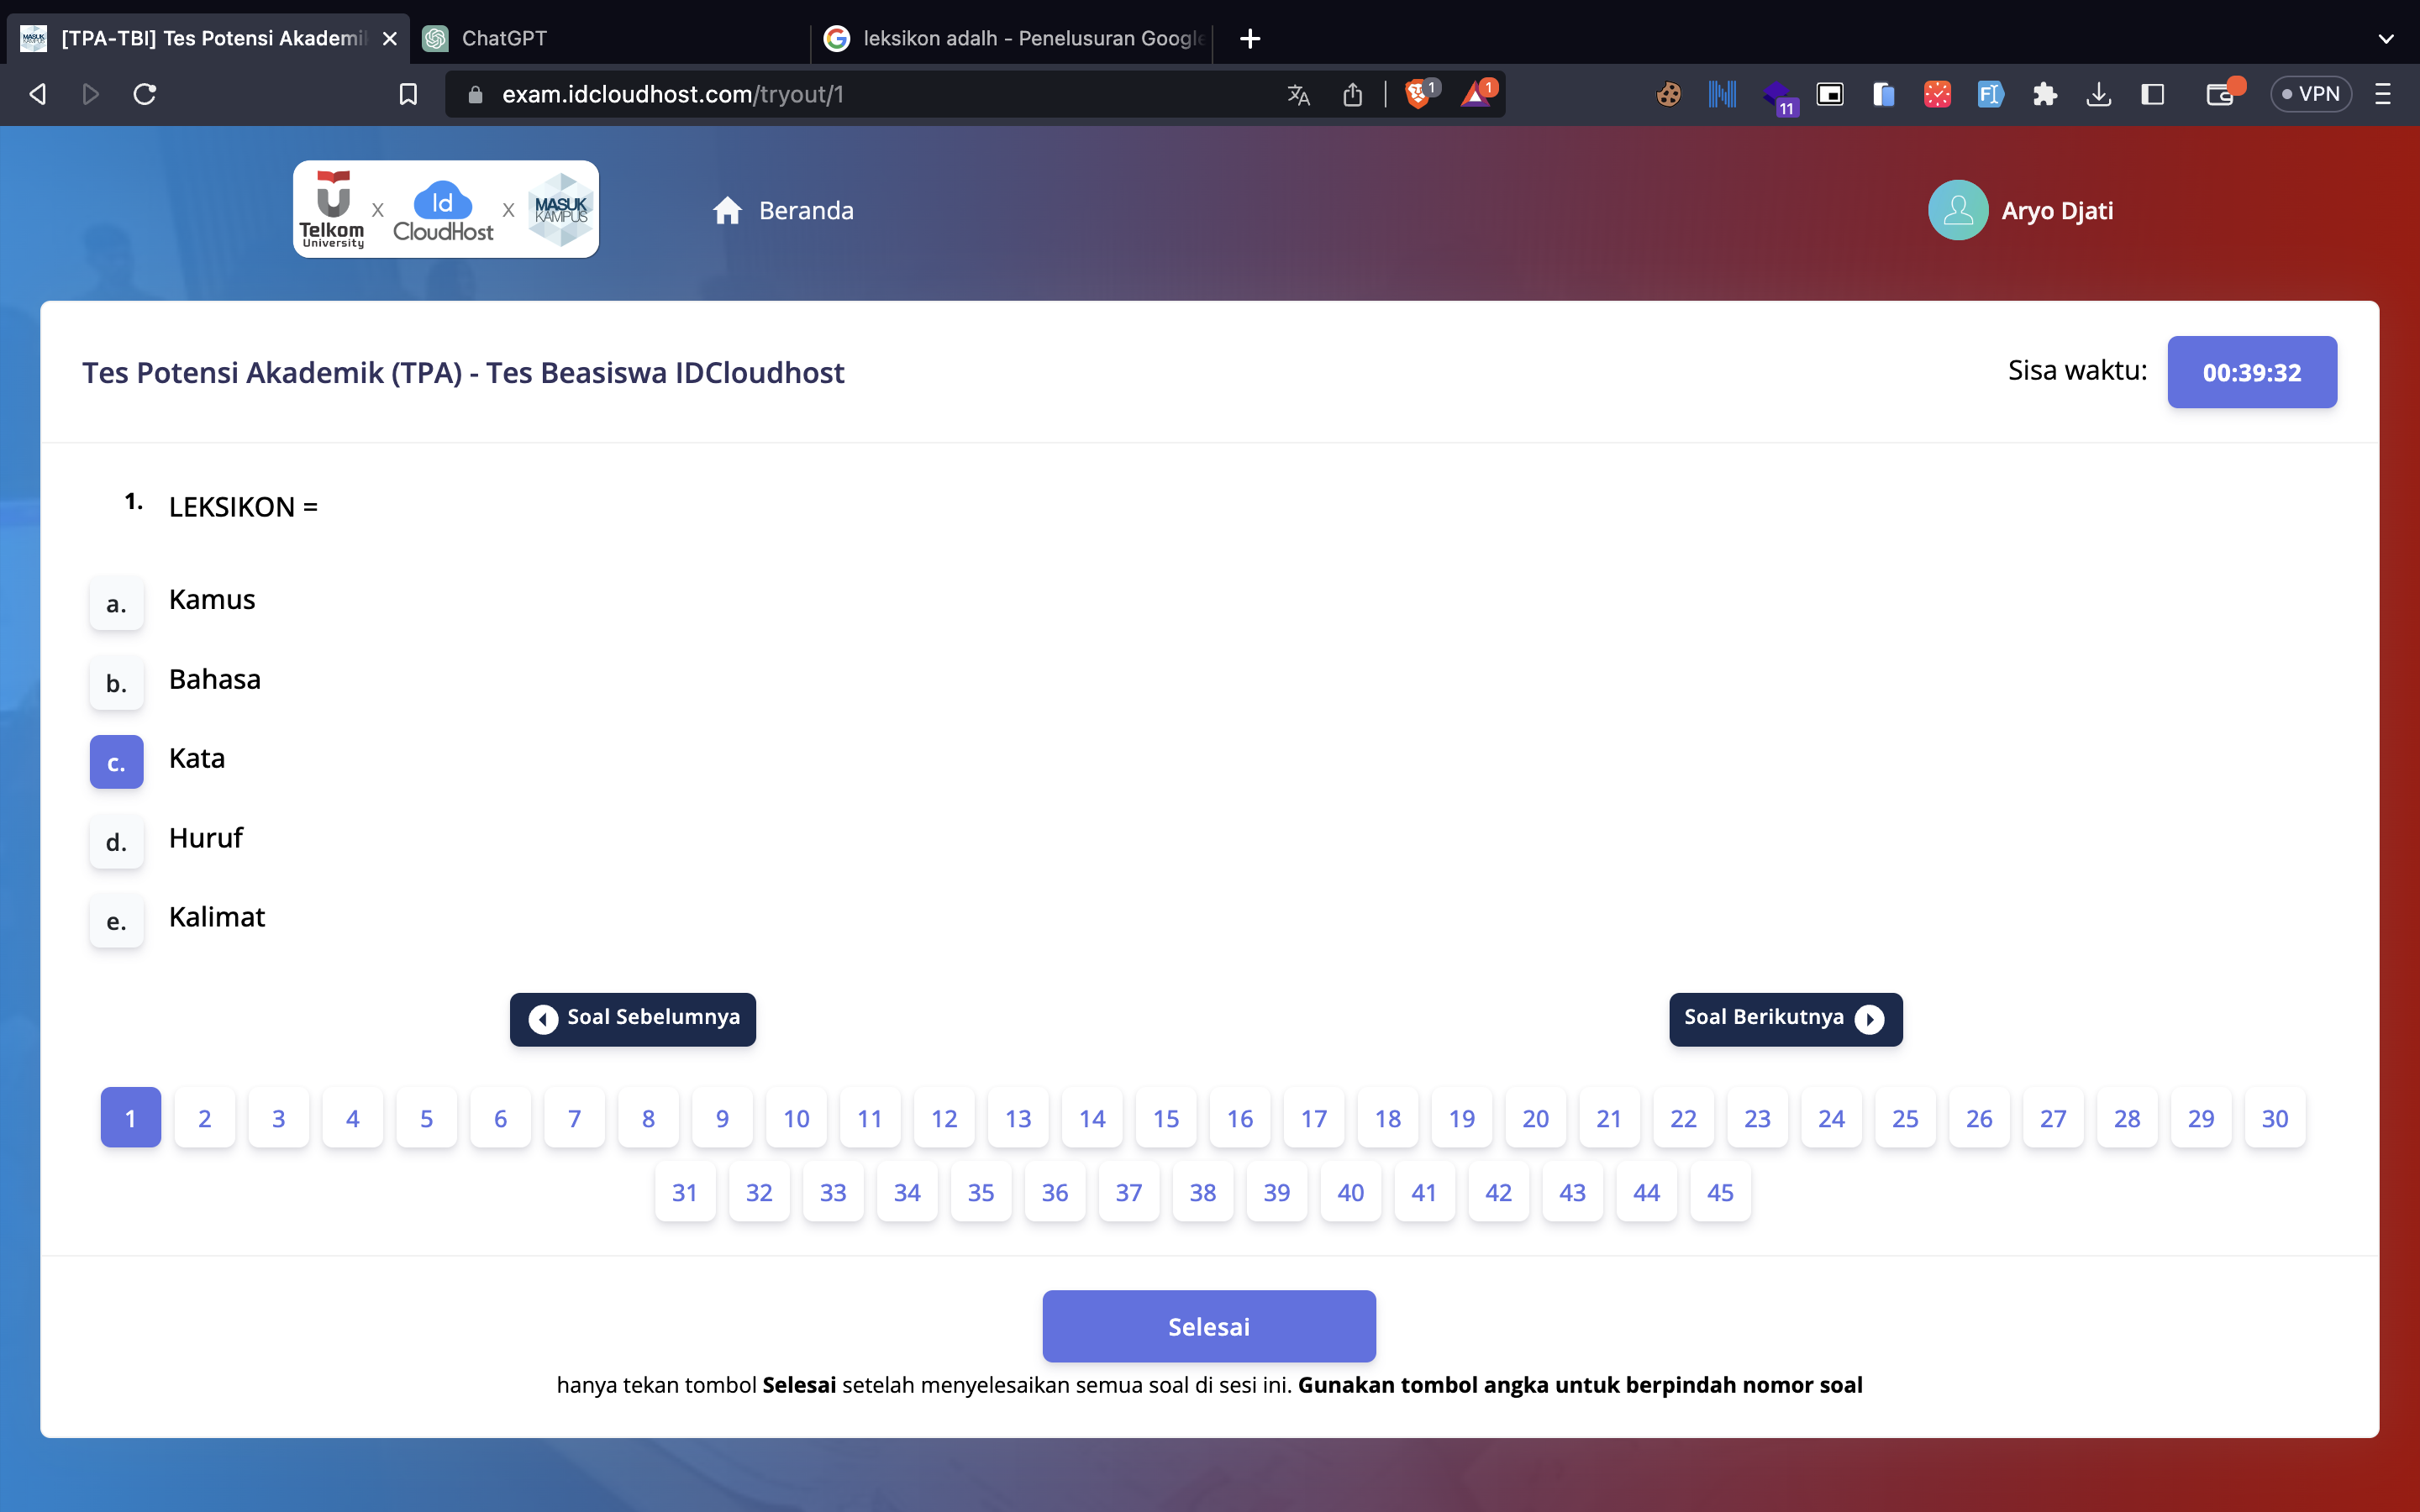 [TPA-TBI] Tes Potensi Akademi
ChatGPT
leksikon adalh - Penelusuran Google
exam.idcloudhost.com/tryout/1
1
1
11
VPN
Telkom University x Id CloudHost x MASUK KAMPUS
Beranda
Aryo Djati
Tes Potensi Akademik (TPA) - Tes Beasiswa IDCloudhost
Sisa waktu: 00:39:32
1. LEKSIKON =
a. Kamus
b. Bahasa
c. Kata
d. Huruf
e. Kalimat
Soal Sebelumnya
Soal Berikutnya
1 2 3 4 5 6 7 8 9 10 11 12 13 14 15 16 17 18 19 20 21 22 23 24 25 26 27 28 29 30
31 32 33 34 35 36 37 38 39 40 41 42 43 44 45
Selesai
hanya tekan tombol Selesai setelah menyelesaikan semua soal di sesi ini. Gunakan tombol angka untuk berpindah nomor soal